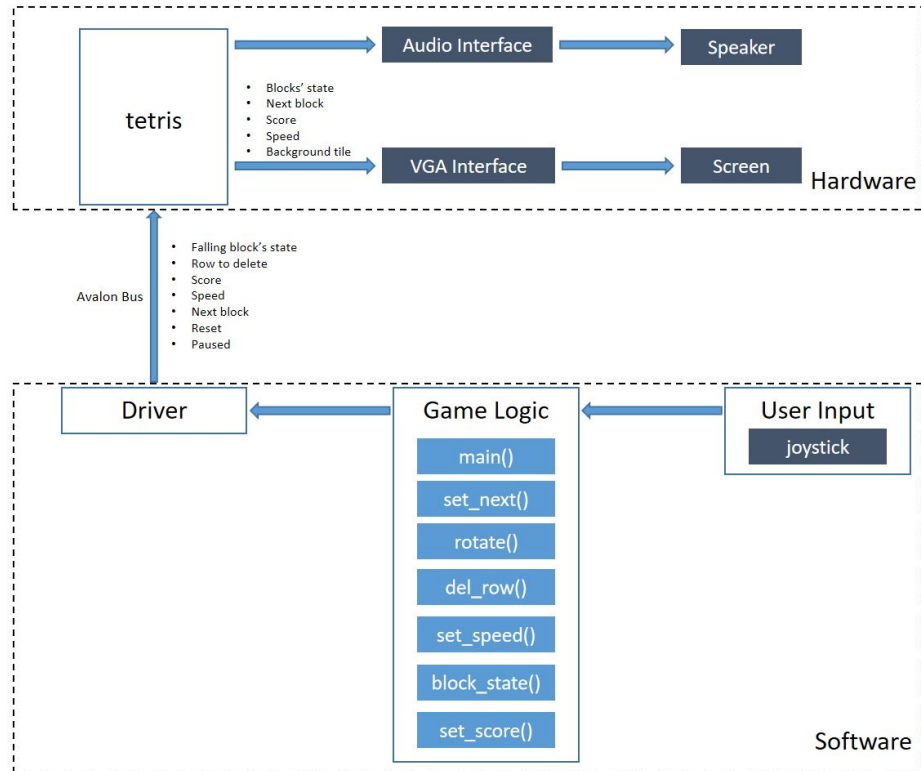 tetris
Audio Interface
Speaker
• Blocks' state
• Next block
• Score
• Speed
• Background tile
VGA Interface
Screen
Hardware
Avalon Bus
• Falling block's state
• Row to delete
• Score
• Speed
• Next block
• Reset
• Paused
Driver
Game Logic
main()
set_next()
rotate()
del_row()
set_speed()
block_state()
set_score()
User Input
joystick
Software